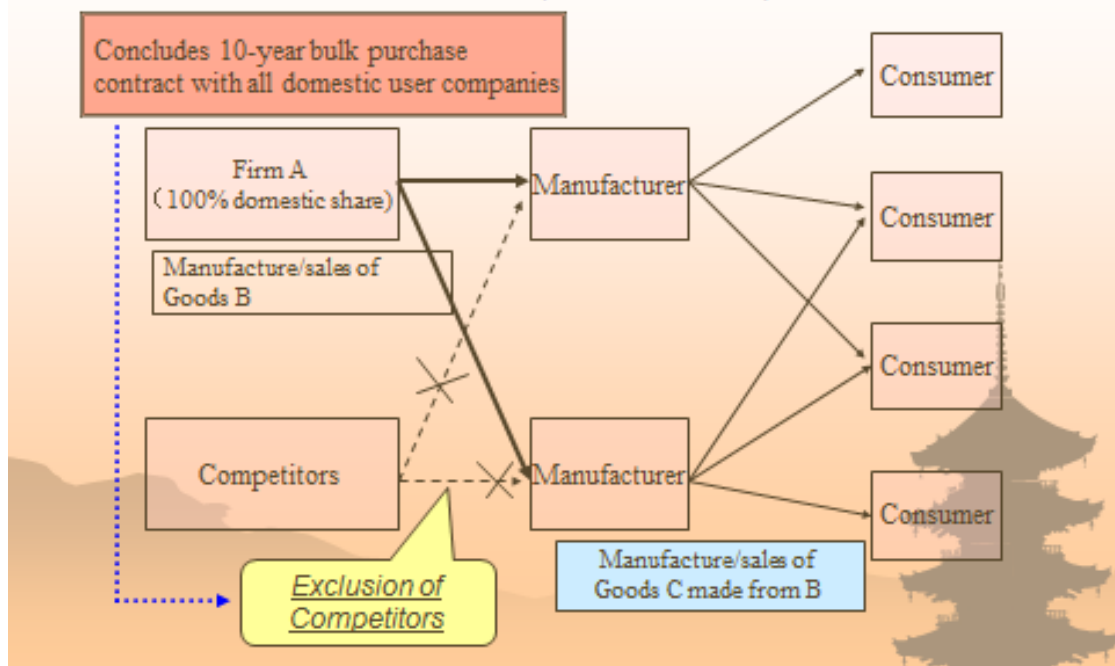 Concludes 10-year bulk purchase
contract with all domestic user companies
Firm A
(100% domestic share)
Manufacture/sales of
Goods B
Competitors
Exclusion of
Competitors
Manufacturer
Manufacturer
Manufacture/sales of
Goods C made from B
Consumer
Consumer
Consumer
Consumer